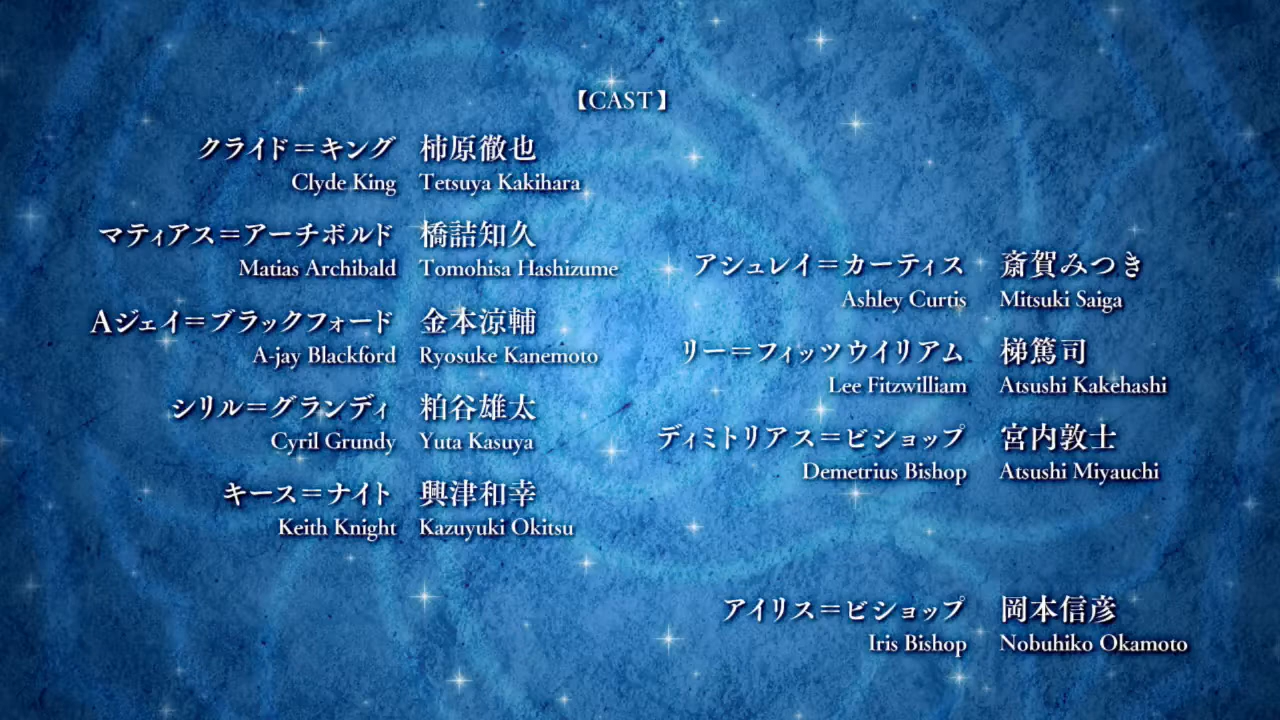 【CAST】
クライド＝キング 柿原徹也
Clyde King Tetsuya Kakihara
マティアス＝アーチボルド 橋詰知久
Matias Archibald Tomohisa Hashizume
Aジェイ＝ブラックフォード 金本涼輔
A-jay Blackford Ryosuke Kanemoto
シリル＝グランディ 粕谷雄太
Cyril Grundy Yuta Kasuya
キース＝ナイト 興津和幸
Keith Knight Kazuyuki Okitsu
アシュレイ＝カーティス 斎賀みつき
Ashley Curtis Mitsuki Saiga
リー＝フィッツウイリアム 梯篤司
Lee Fitzwilliam Atsushi Kakehashi
ディミトリアス＝ビショップ 宮内敦士
Demetrius Bishop Atsushi Miyauchi
アイリス＝ビショップ 岡本信彦
Iris Bishop Nobuhiko Okamoto